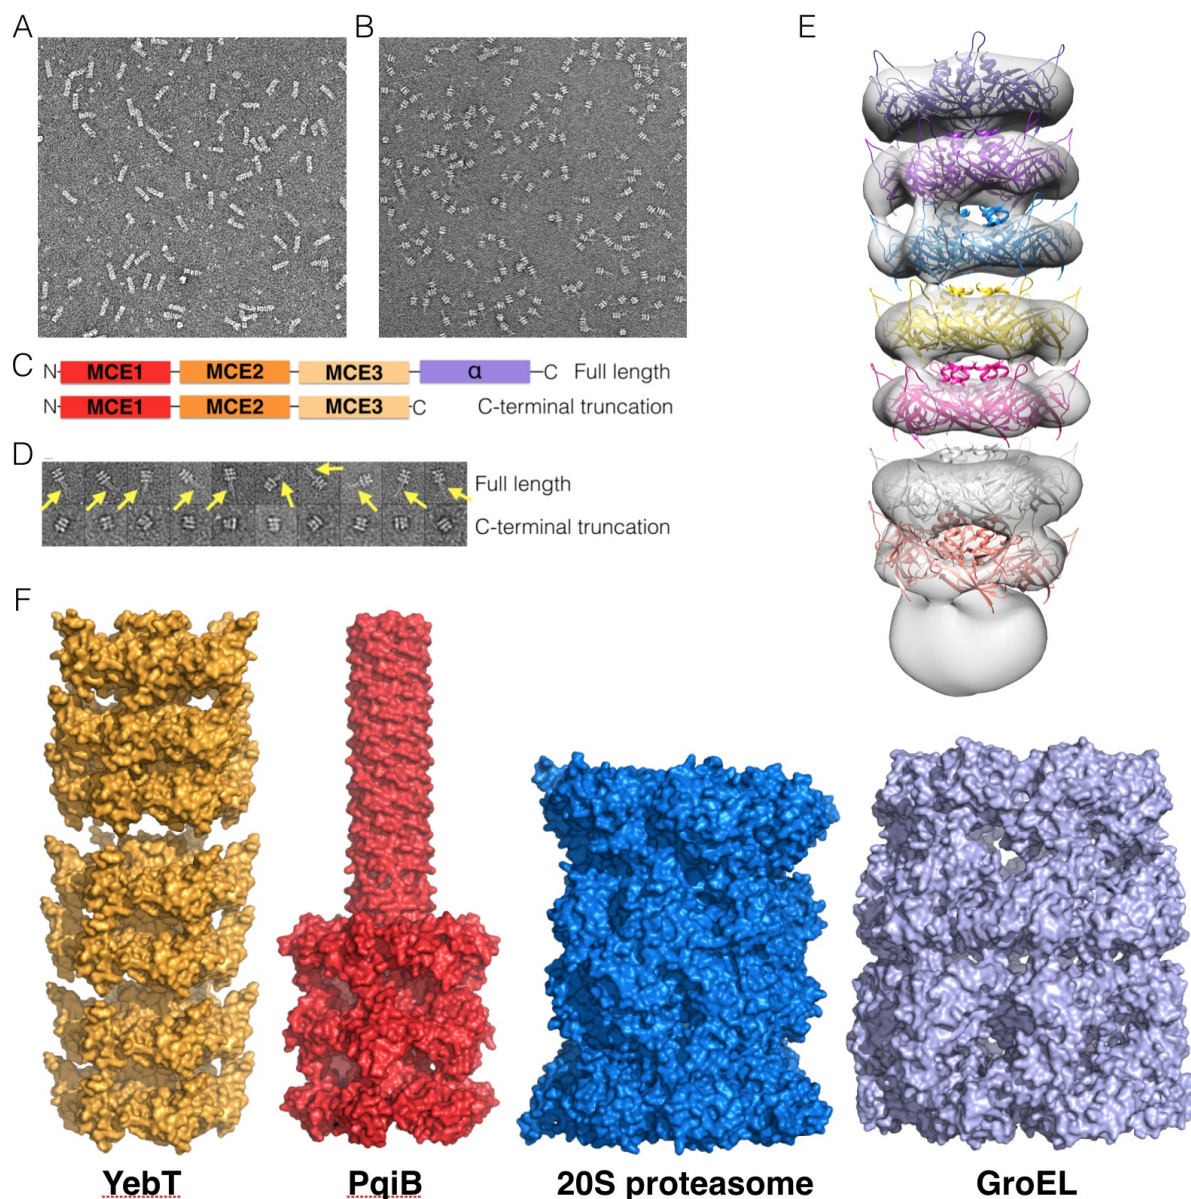 A
B
E
C
N MCE1 MCE2 MCE3 α C Full length
N MCE1 MCE2 MCE3 C C-terminal truncation
D
Full length
C-terminal truncation
F
YebT PqiB 20S proteasome GroEL